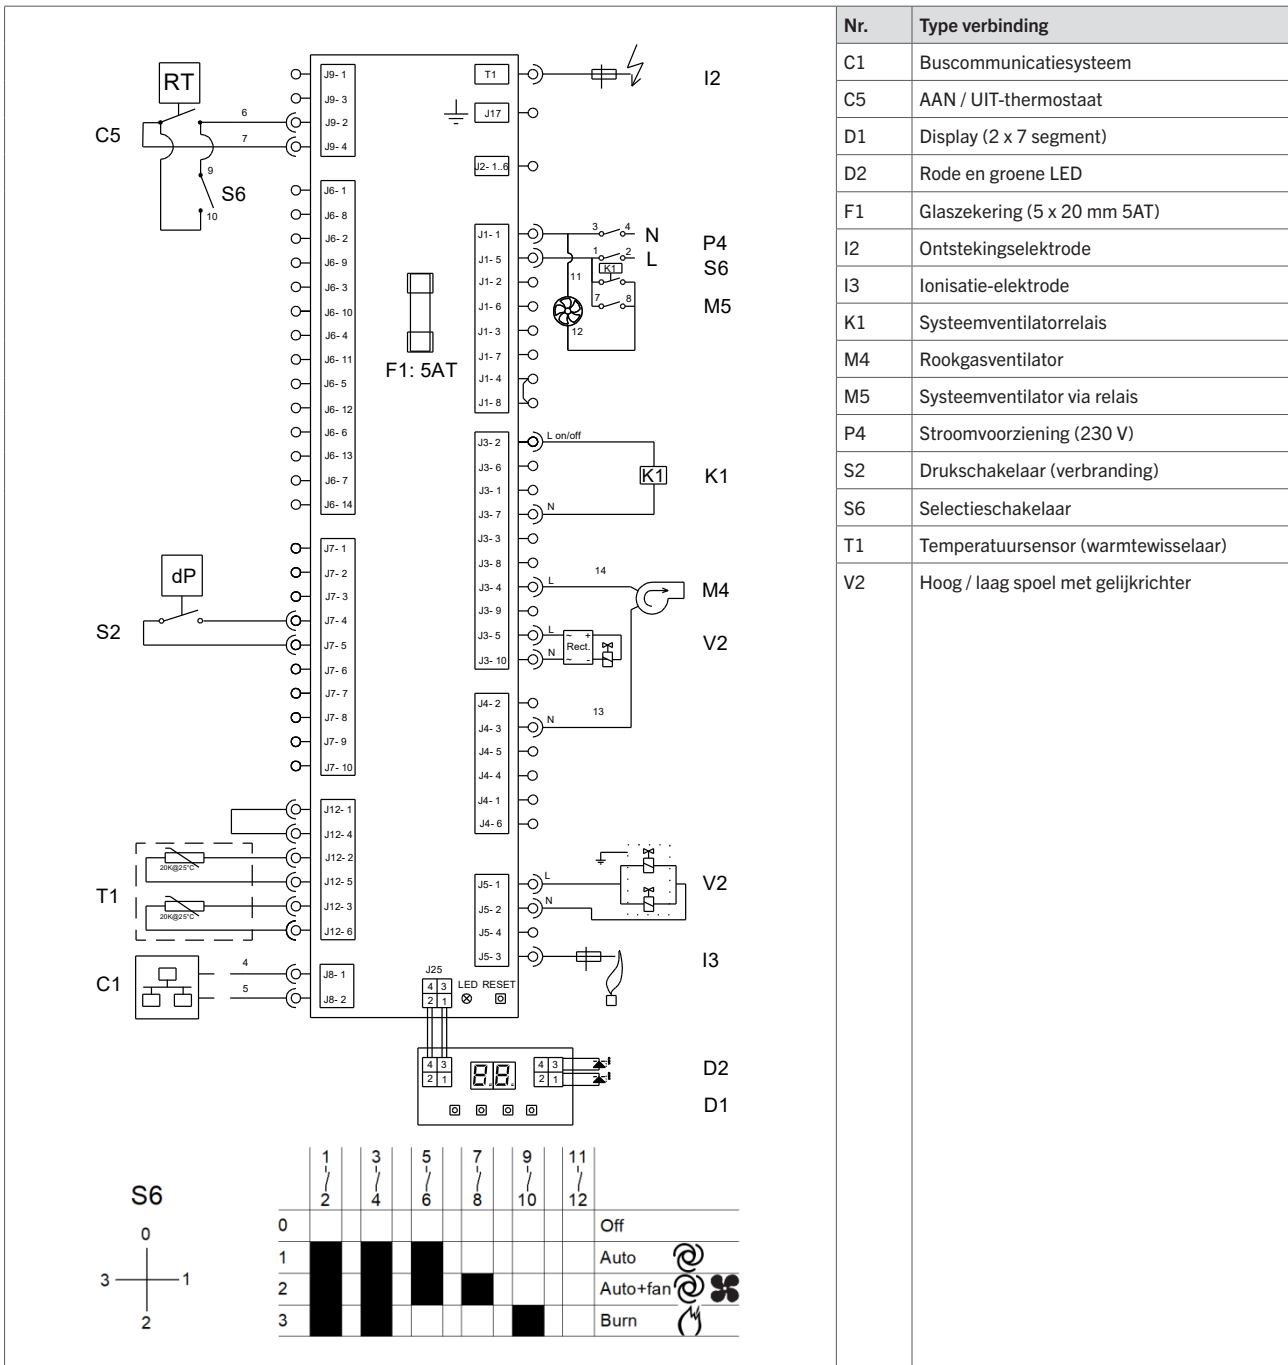 RT
C5
6
7
9
10
S6
J9- 1
J9- 3
J9- 2
J9- 4
J6- 1
J6- 8
J6- 2
J6- 9
J6- 3
J6- 10
J6- 4
J6- 11
J6- 5
J6- 12
J6- 6
J6- 13
J6- 7
J6- 14
dP
S2
J7- 1
J7- 2
J7- 3
J7- 4
J7- 5
J7- 6
J7- 7
J7- 8
J7- 9
J7- 10
T1
20K@25°C
20K@25°C
J12- 1
J12- 4
J12- 2
J12- 5
J12- 3
J12- 6
C1
4
5
J8- 1
J8- 2
F1: 5AT
T1
I2
J17
J2- 1..6
J1- 1
J1- 5
J1- 2
J1- 6
J1- 3
J1- 7
J1- 4
J1- 8
3 4 N
1 2 L
K1
11
7 8
12
P4
S6
M5
J3- 2
J3- 6
J3- 1
J3- 7
J3- 3
J3- 8
J3- 4
J3- 9
J3- 5
J3- 10
L on/off
K1
K1
N
14
L
M4
L
N
~ +
Rect.
~ -
V2
J4- 2
J4- 3
J4- 5
J4- 4
J4- 1
J4- 6
N
13
J5- 1
J5- 2
J5- 4
J5- 3
L
N
V2
I3
J25
4 3
2 1
LED RESET
4 3
2 1
8.8.
4 3
2 1
D2
D1
S6
0
3 1
2
1 3 5 7 9 11
2 4 6 8 10 12
0 Off
1 Auto
2 Auto+fan
3 Burn
Nr. Type verbinding
C1 Buscommunicatiesysteem
C5 AAN / UIT-thermostaat
D1 Display (2 x 7 segment)
D2 Rode en groene LED
F1 Glaszekering (5 x 20 mm 5AT)
I2 Ontstekingselektrode
I3 Ionisatie-elektrode
K1 Systeemventilatorrelais
M4 Rookgasventilator
M5 Systeemventilator via relais
P4 Stroomvoorziening (230 V)
S2 Drukschakelaar (verbranding)
S6 Selectieschakelaar
T1 Temperatuursensor (warmtewisselaar)
V2 Hoog / laag spoel met gelijkrichter